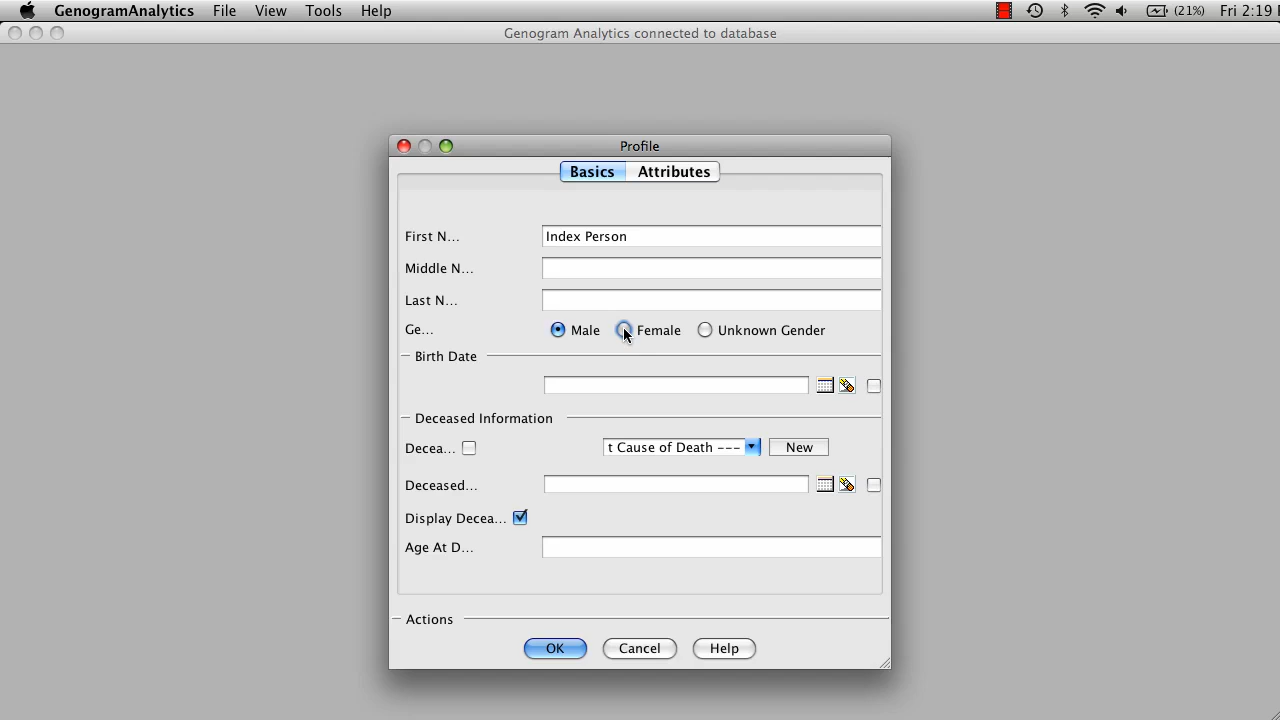 GenogramAnalytics File View Tools Help (21%) Fri 2:19
Genogram Analytics connected to database
Profile
Basics Attributes
First N... Index Person
Middle N...
Last N...
Ge... Male Female Unknown Gender
Birth Date
Deceased Information
Decea... t Cause of Death --- New
Deceased...
Display Decea...
Age At D...
Actions
OK Cancel Help